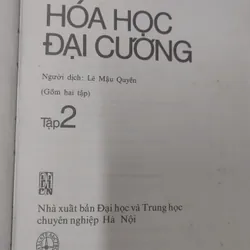 HÓA HỌC
ĐẠI CƯƠNG
Người dịch: Lê Mậu Quyền
(Gồm hai tập)
Tập 2
Nhà xuất bản Đại học và Trung học
chuyên nghiệp Hà Nội